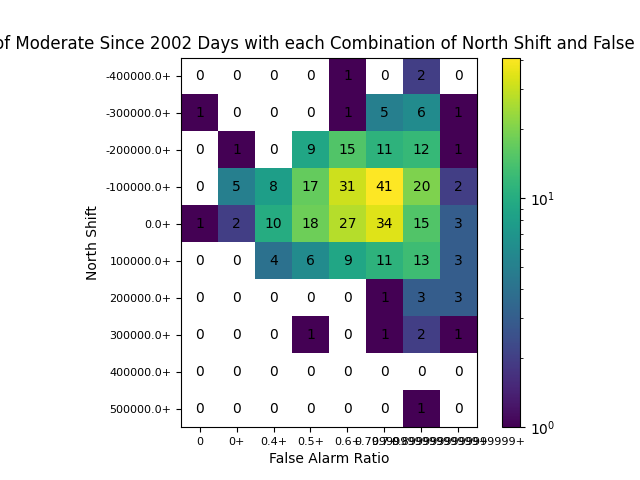 of Moderate Since 2002 Days with each Combination of North Shift and False
-400000.0+ 0 0 0 0 1 0 2 0
-300000.0+ 1 0 0 0 1 5 6 1
-200000.0+ 0 1 0 9 15 11 12 1
-100000.0+ 0 5 8 17 31 41 20 2
0.0+ 1 2 10 18 27 34 15 3
100000.0+ 0 0 4 6 9 11 13 3
200000.0+ 0 0 0 0 0 1 3 3
300000.0+ 0 0 0 1 0 1 2 1
400000.0+ 0 0 0 0 0 0 0 0
500000.0+ 0 0 0 0 0 0 1 0
0 0+ 0.4+ 0.5+ 0.6+
False Alarm Ratio
North Shift
10^1
10^0